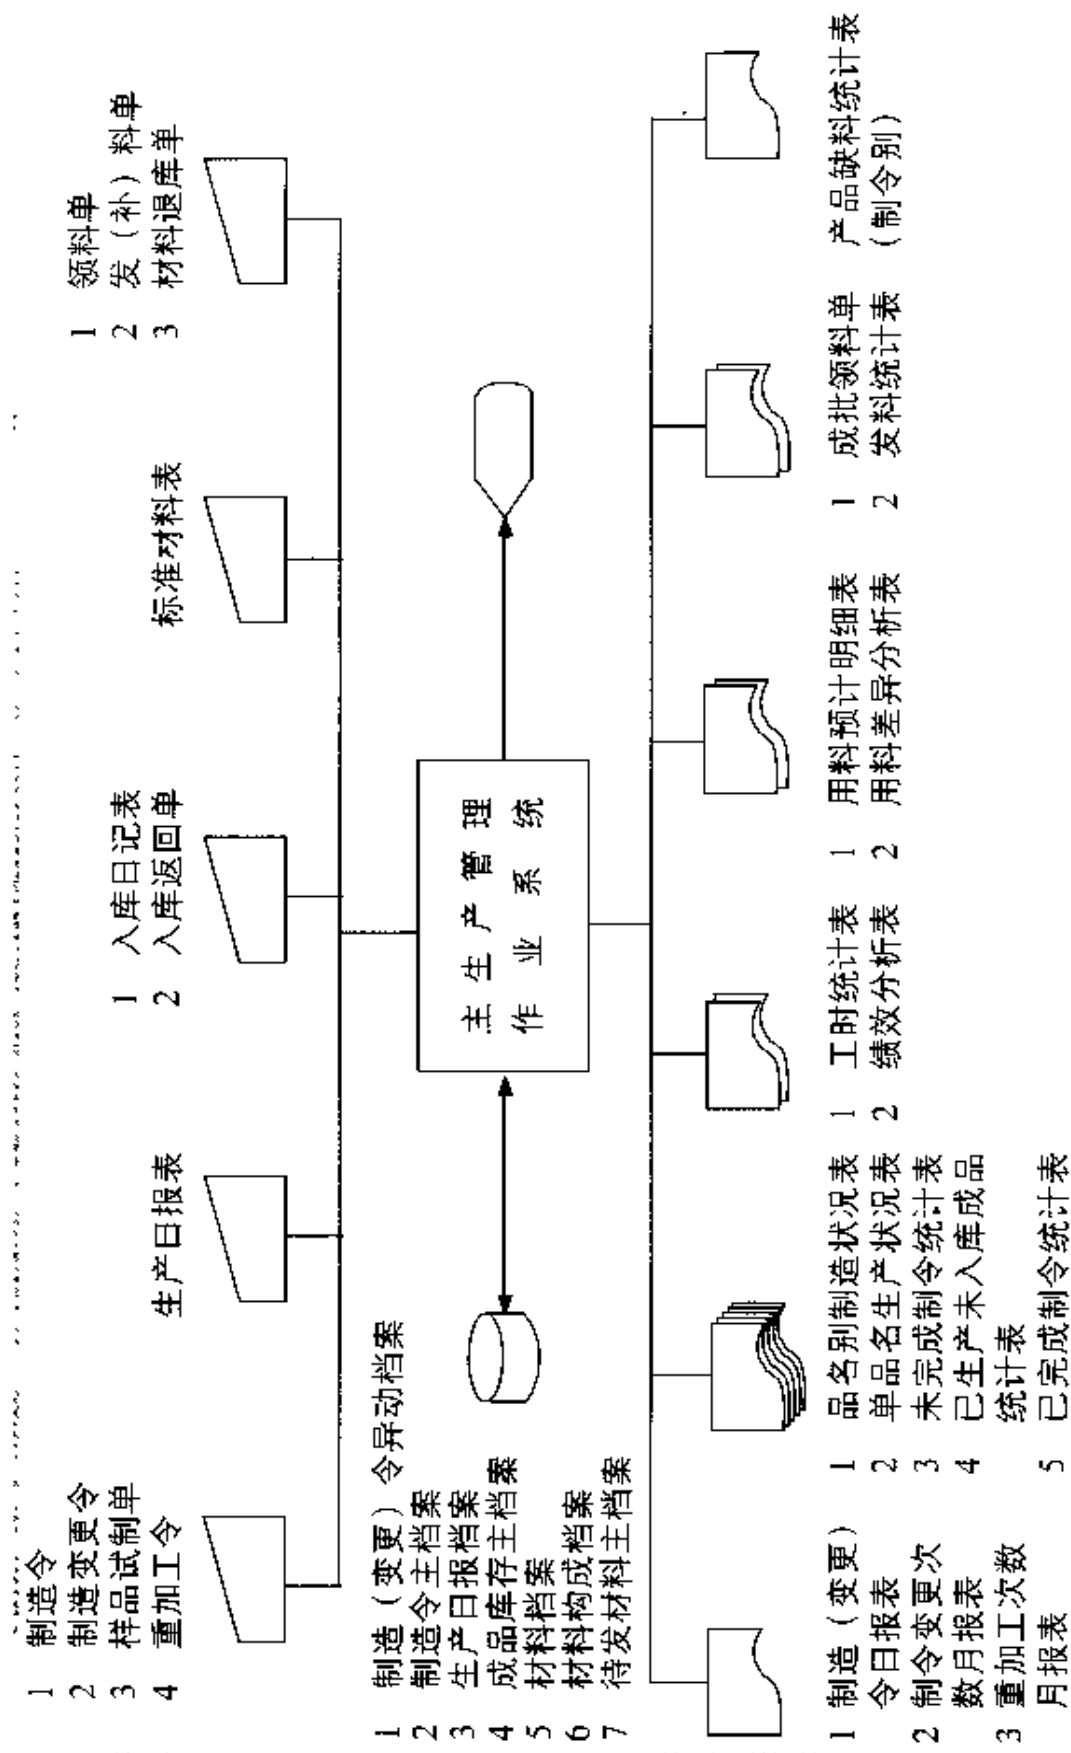 1 制造令
2 制造变更令
3 样品试制单
4 重加工令
生产日报表
1 入库日记表
2 入库返回单
标准材料表
1 领料单
2 发（补）料单
3 材料退库单
1 制造（变更）令异动档案
2 制造令主档案
3 生产日报档案
4 成品库存主档案
5 材料档案
6 材料构成档案
7 待发材料主档案
主生产管理
作业系统
1 制造（变更）
令日报表
2 制令变更次
数月报表
3 重加工次数
月报表
1 品名别制造状况表
2 单品名生产状况表
3 未完成制令统计表
4 已生产未入库成品
统计表
5 已完成制令统计表
1 工时统计表
2 绩效分析表
1 用料预计明细表
2 用料差异分析表
1 成批领料单
2 发料统计表
产品缺料统计表
（制令别）